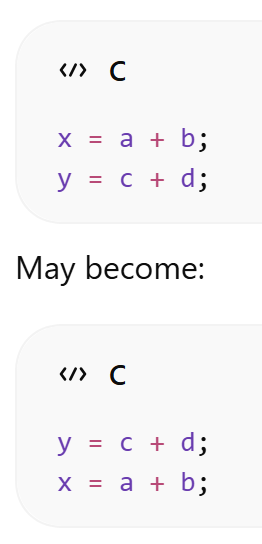 </> C
x = a + b;
y = c + d;
May become:
</> C
y = c + d;
x = a + b;